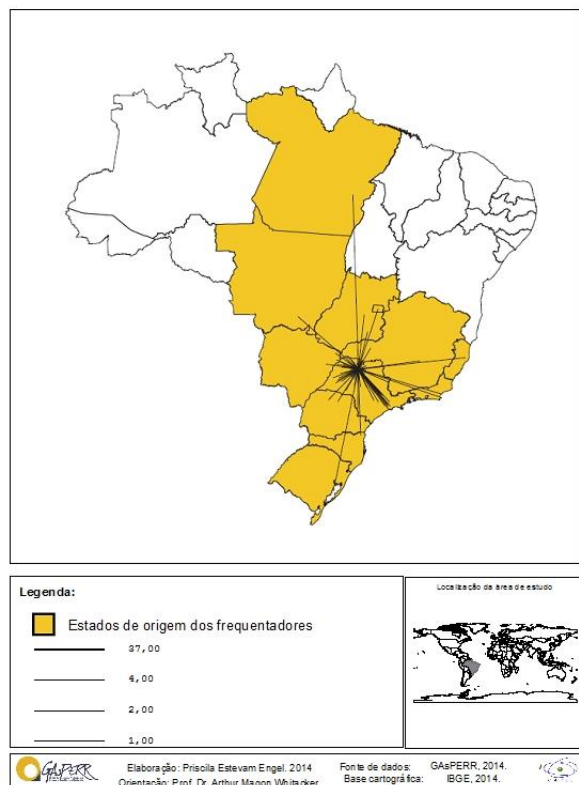 Legenda:
Estados de origem dos frequentadores
37,00
4,00
2,00
1,00
Localização da área de estudo
GAsPERR
Elaboração: Priscila Estevam Engel. 2014
Orientação: Prof. Dr. Arthur Magon Whitacker
Fonte de dados: GAsPERR, 2014.
Base cartográfica: IBGE, 2014.